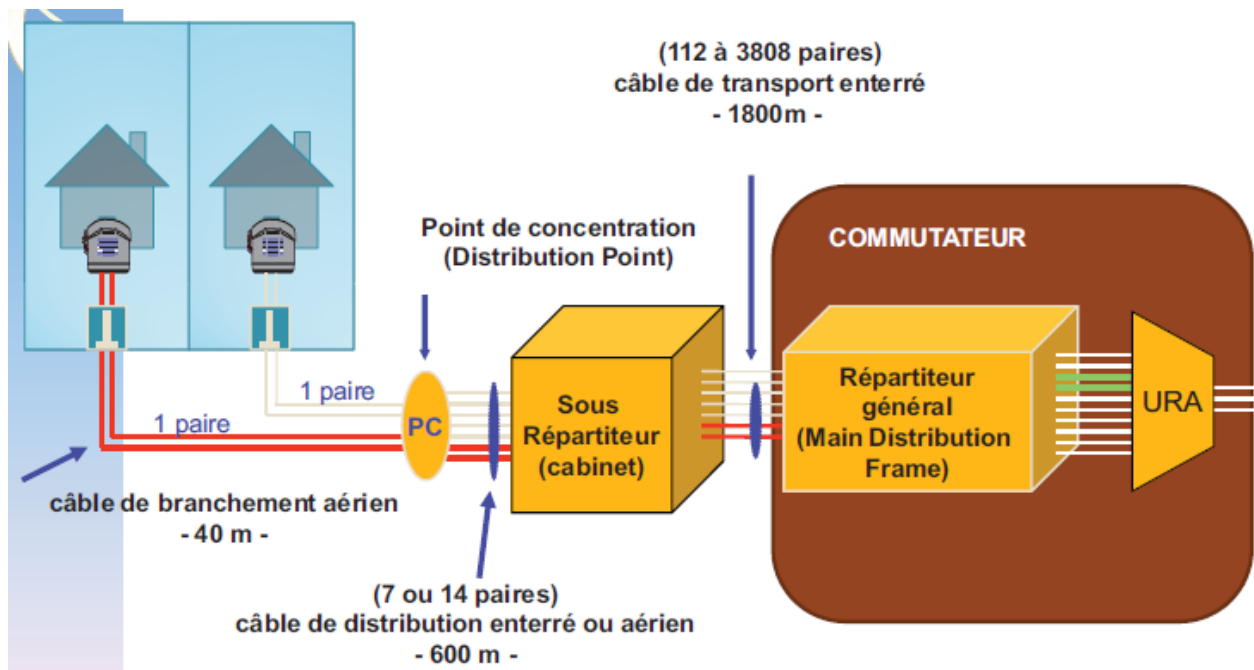 (112 à 3808 paires)
câble de transport enterré
- 1800m -
Point de concentration
(Distribution Point)
COMMUTATEUR
1 paire
1 paire
PC
Sous
Répartiteur
(cabinet)
Répartiteur
général
(Main Distribution
Frame)
URA
câble de branchement aérien
- 40 m -
(7 ou 14 paires)
câble de distribution enterré ou aérien
- 600 m -